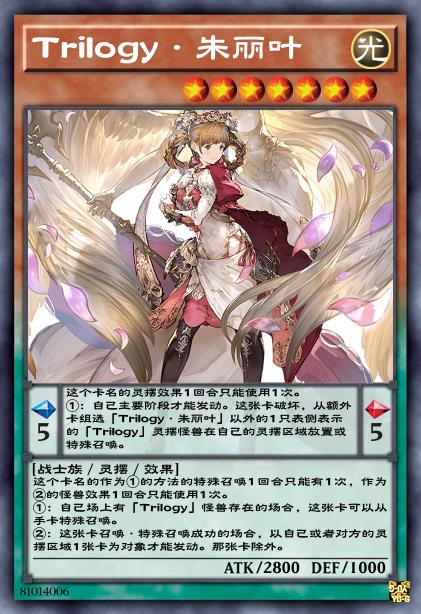 Trilogy・朱丽叶
光
这个卡名的灵摆效果1回合只能使用1次。
①：自己主要阶段才能发动。这张卡破坏，从额外
卡组选「Trilogy・朱丽叶」以外的1只表侧表示
的「Trilogy」灵摆怪兽在自己的灵摆区域放置或
特殊召唤。
5
5
[战士族 / 灵摆 / 效果]
这个卡名的作为①的方法的特殊召唤1回合只能有1次，作为
②的怪兽效果1回合只能使用1次。
①：自己场上有「Trilogy」怪兽存在的场合，这张卡可以从
手卡特殊召唤。
②：这张卡召唤・特殊召唤成功的场合，以自己或者对方的灵
摆区域1张卡为对象才能发动。那张卡除外。
ATK/2800 DEF/1000
81014006